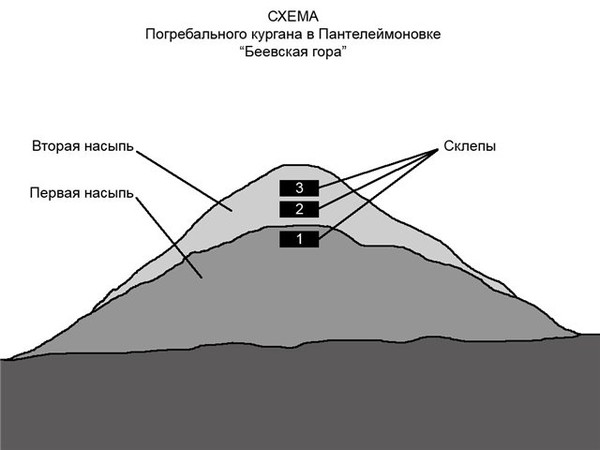 СХЕМА
Погребального кургана в Пантелеймоновке
“Беевская гора”
Вторая насыпь
Склепы
Первая насыпь
3
2
1